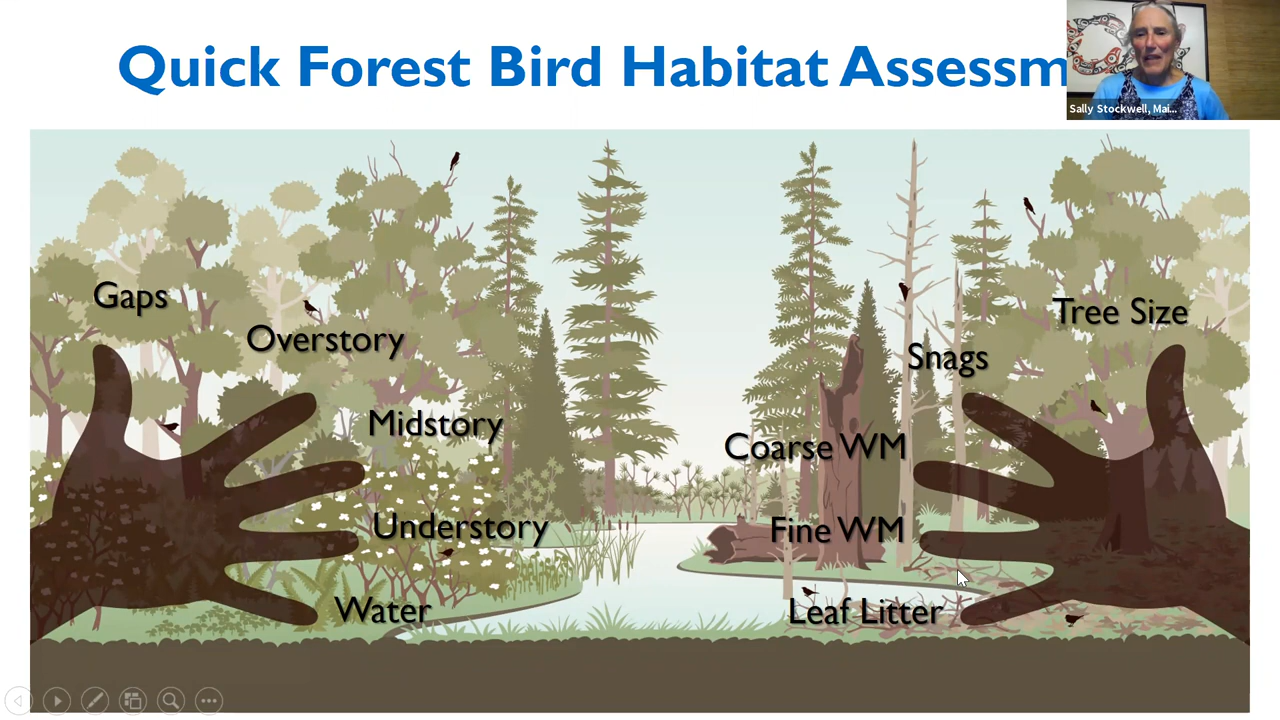 Quick Forest Bird Habitat Assessm
Sally Stockwell, Mai...
Gaps
Overstory
Midstory
Understory
Water
Tree Size
Snags
Coarse WM
Fine WM
Leaf Litter